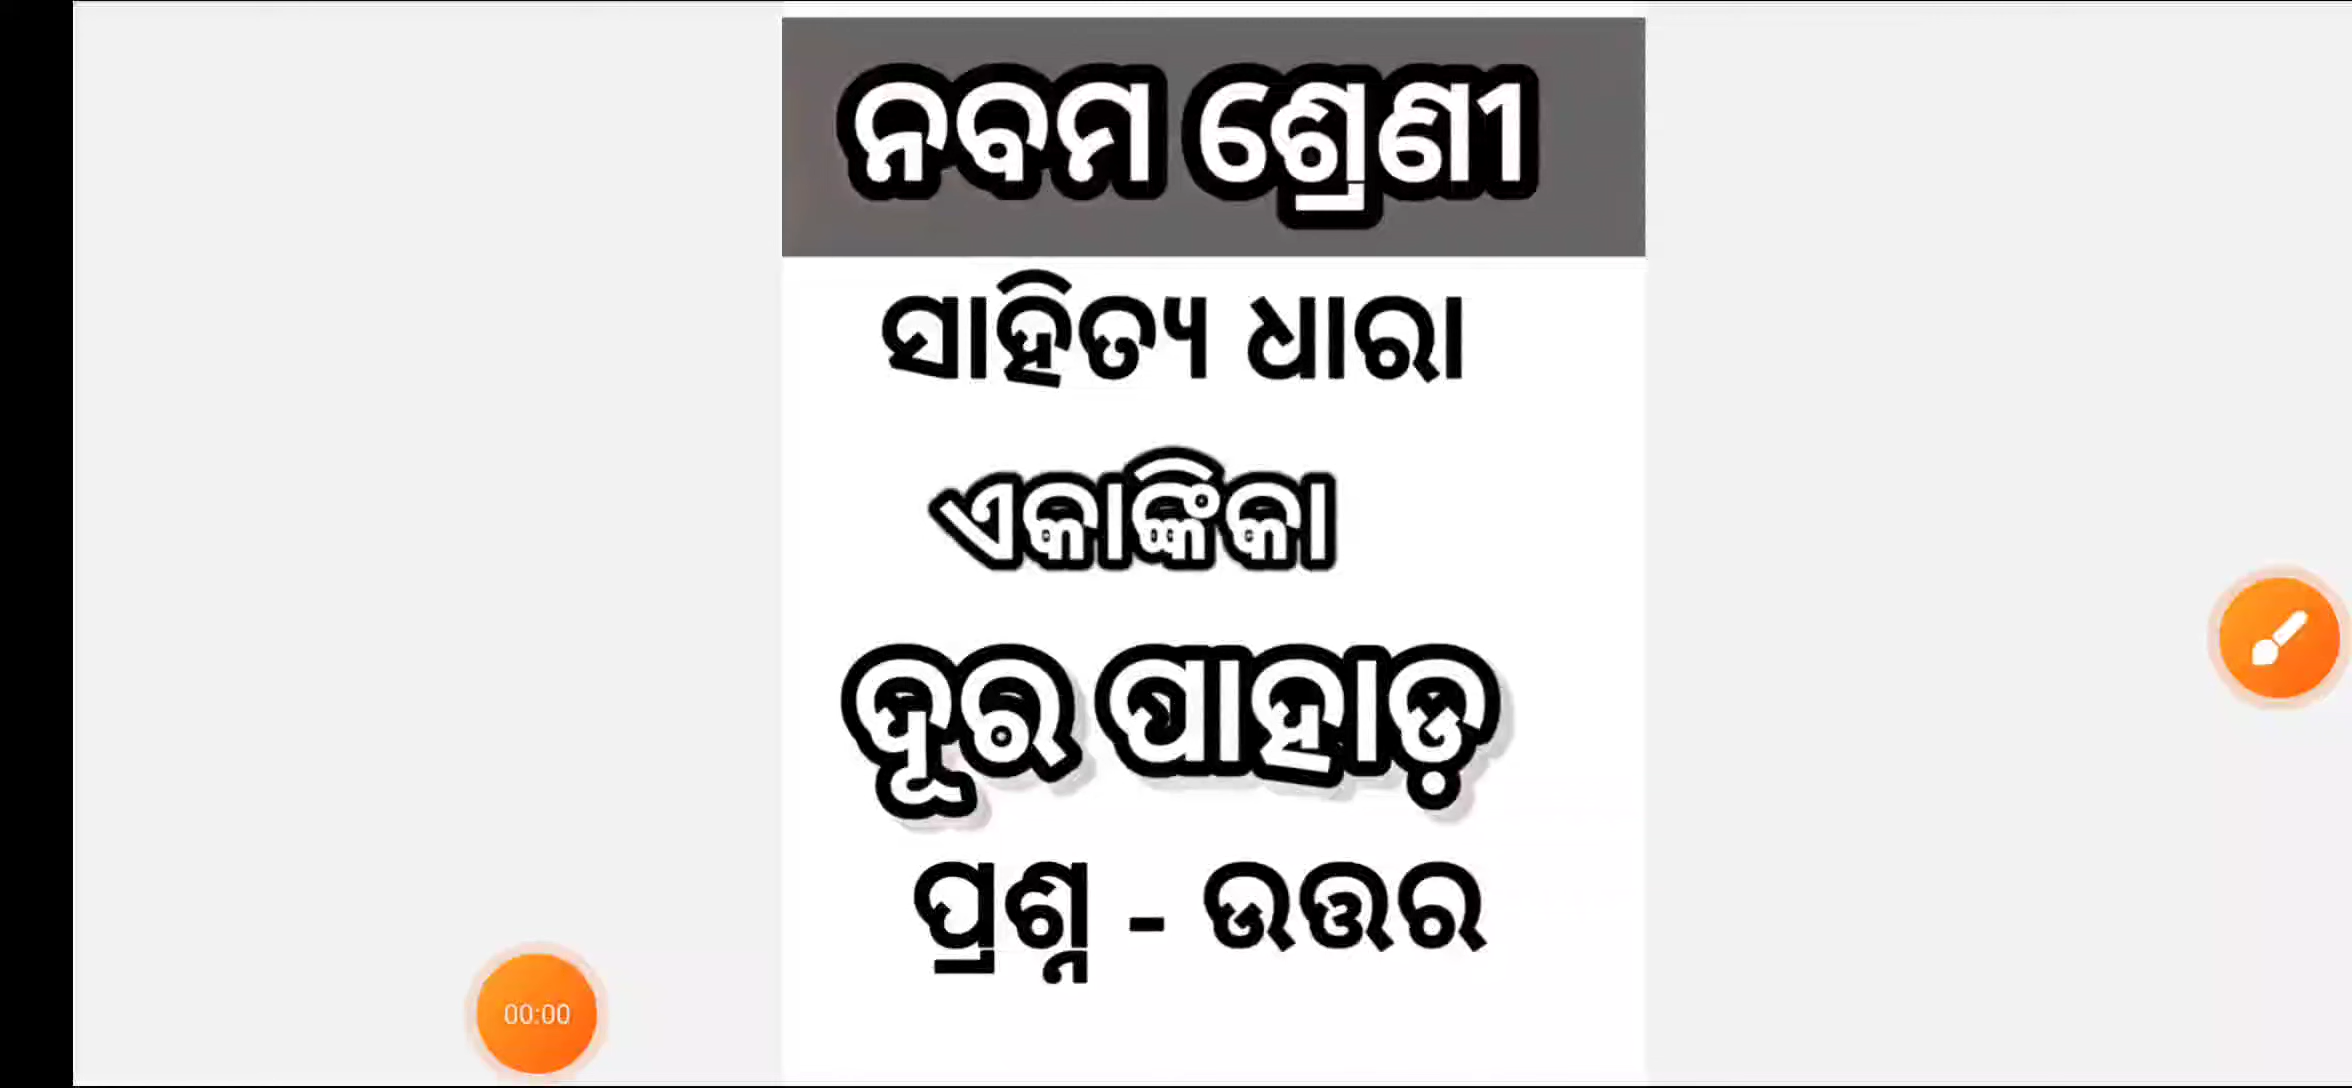 ନବମ ଶ୍ରେଣୀ
ସାହିତ୍ୟ ଧାରା
ଏକାଙ୍କିକା
ଦୂର ପାହାଡ଼
ପ୍ରଶ୍ନ - ଉତ୍ତର
00:00